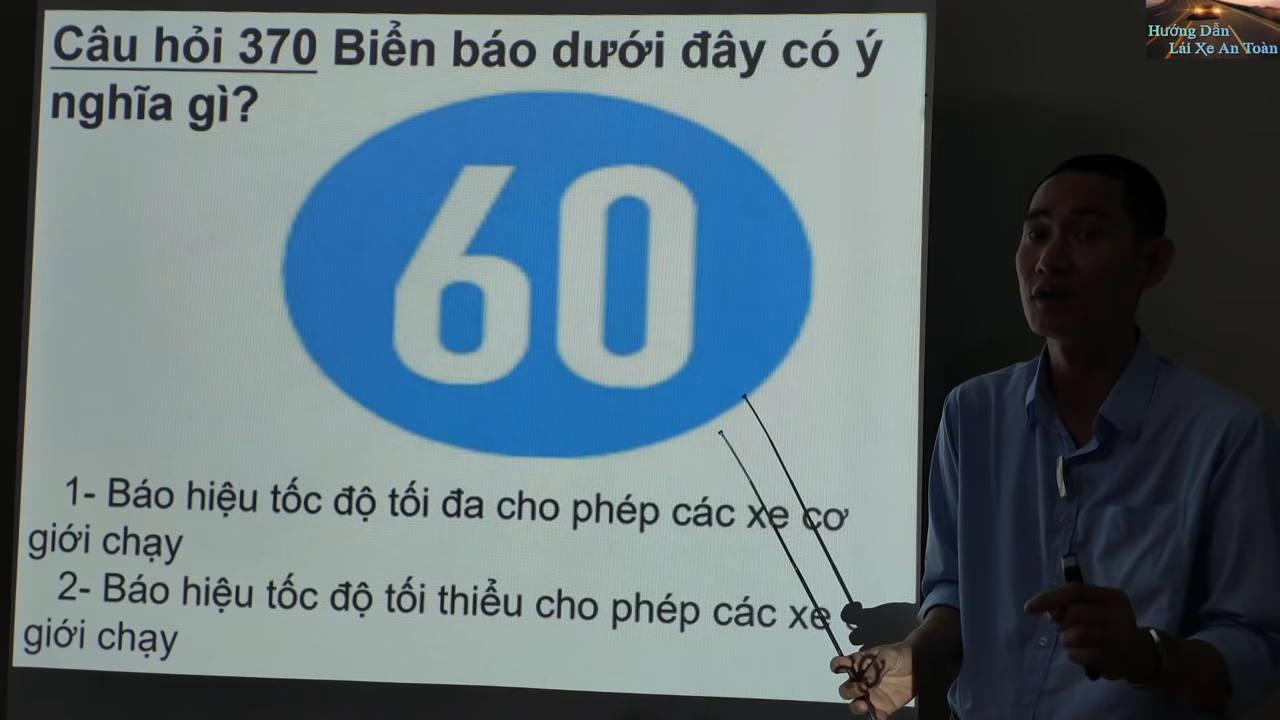 Hướng Dẫn
Lái Xe An Toàn
Câu hỏi 370 Biển báo dưới đây có ý
nghĩa gì?
60
1- Báo hiệu tốc độ tối đa cho phép các xe cơ
giới chạy
2- Báo hiệu tốc độ tối thiểu cho phép các xe
giới chạy